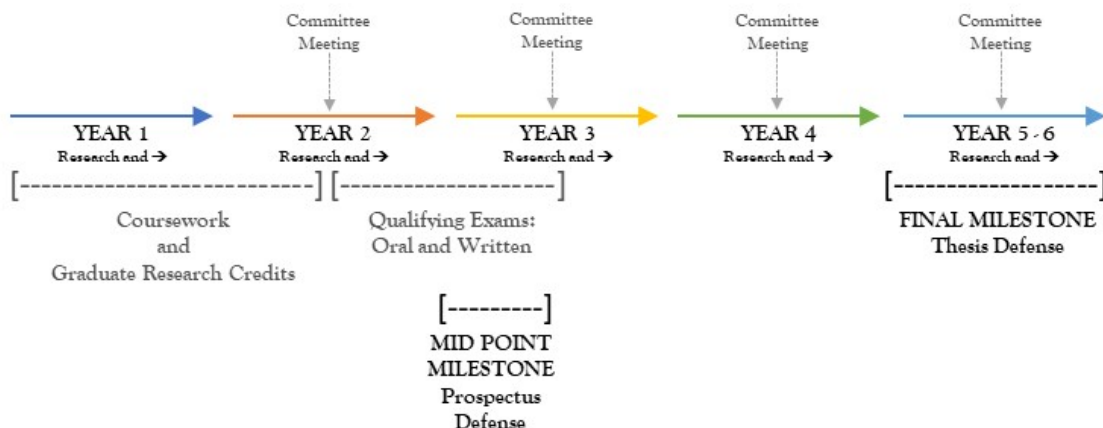 Committee
Meeting
Committee
Meeting
Committee
Meeting
Committee
Meeting
YEAR 1
Research and →
YEAR 2
Research and →
YEAR 3
Research and →
YEAR 4
Research and →
YEAR 5 - 6
Research and →
[---------------------------]
Coursework
and
Graduate Research Credits
[--------------------]
Qualifying Exams:
Oral and Written
[---------]
MID POINT
MILESTONE
Prospectus
Defense
[------------------]
FINAL MILESTONE
Thesis Defense